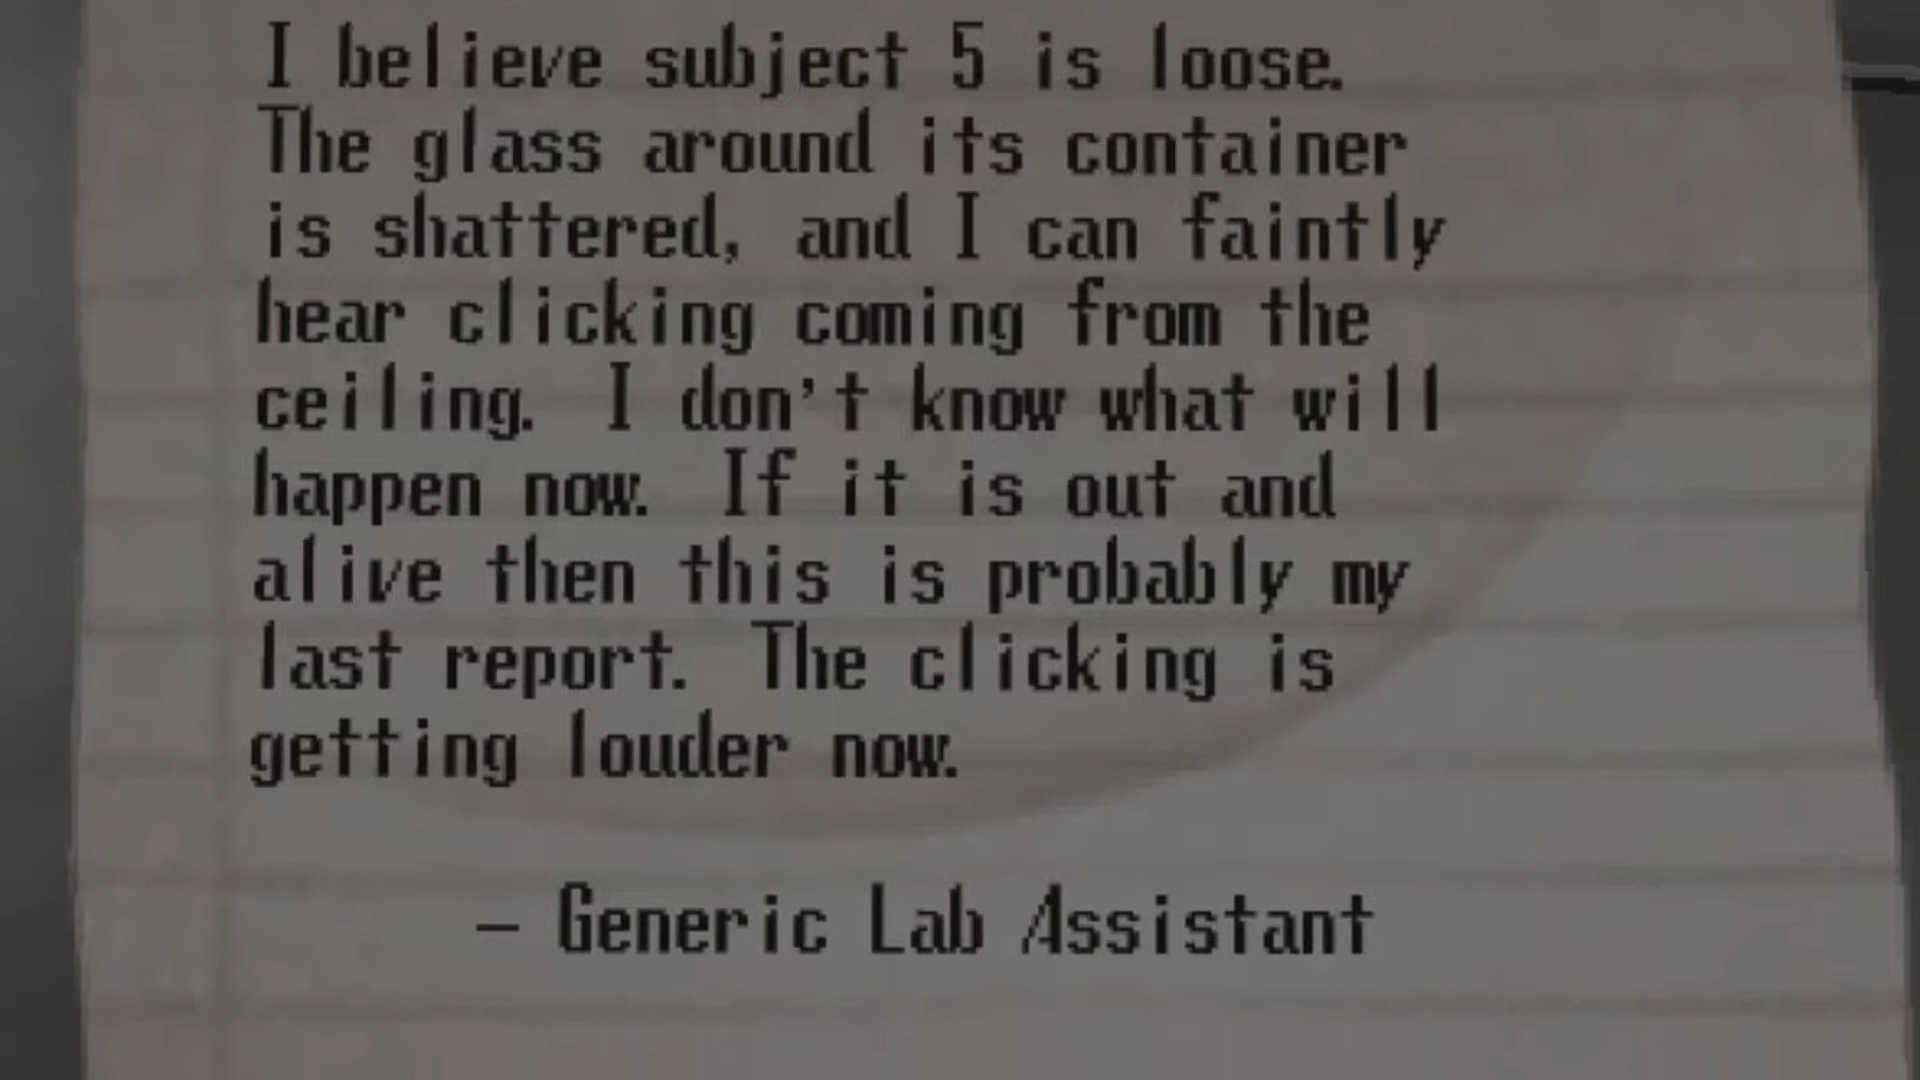 I believe subject 5 is loose.
The glass around its container
is shattered, and I can faintly
hear clicking coming from the
ceiling. I don't know what will
happen now. If it is out and
alive then this is probably my
last report. The clicking is
getting louder now.
– Generic Lab Assistant